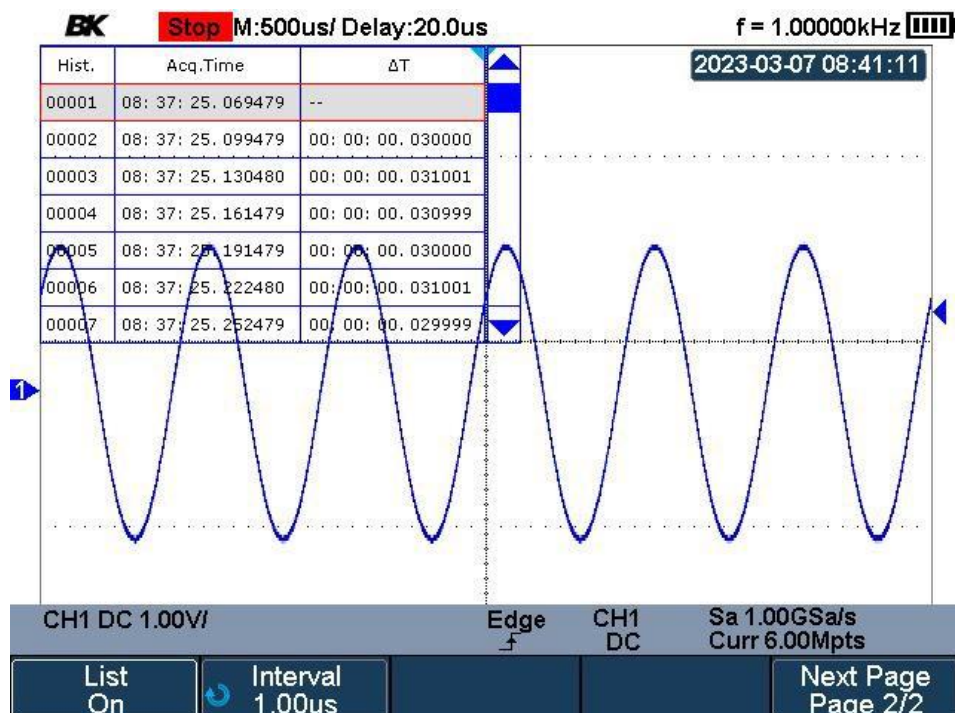 BK Stop M:500us/ Delay:20.0us f = 1.00000kHz
2023-03-07 08:41:11
Hist. Acq.Time ΔT
00001 08: 37: 25. 069479 --
00002 08: 37: 25. 099479 00: 00: 00. 030000
00003 08: 37: 25. 130480 00: 00: 00. 031001
00004 08: 37: 25. 161479 00: 00: 00. 030999
00005 08: 37: 25. 191479 00: 00: 00. 030000
00006 08: 37: 25. 222480 00: 00: 00. 031001
00007 08: 37: 25. 252479 00: 00: 00. 029999
1
CH1 DC 1.00V/ Edge CH1 Sa 1.00GSa/s
DC Curr 6.00Mpts
List Interval Next Page
On 1.00us Page 2/2